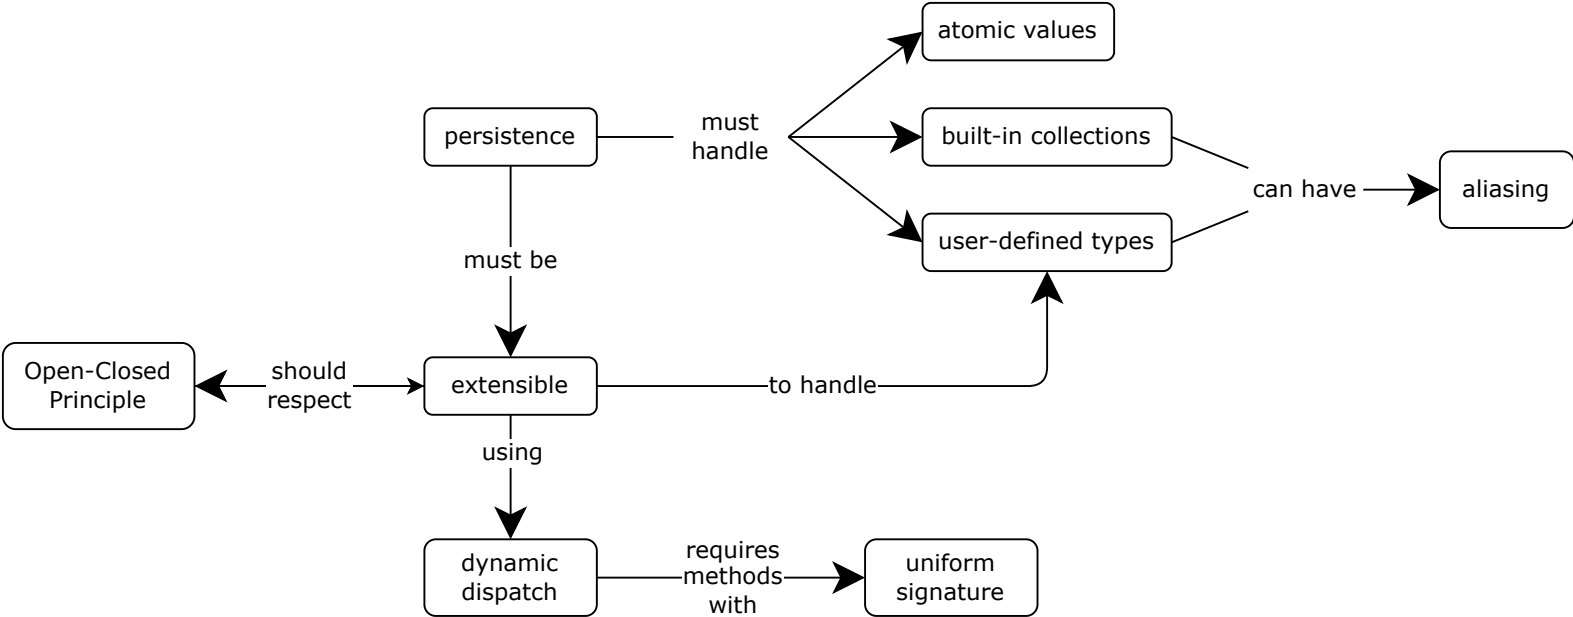 atomic values
persistence
must
handle
built-in collections
can have
aliasing
user-defined types
must be
Open-Closed
Principle
should
respect
extensible
to handle
using
dynamic
dispatch
requires
methods
with
uniform
signature